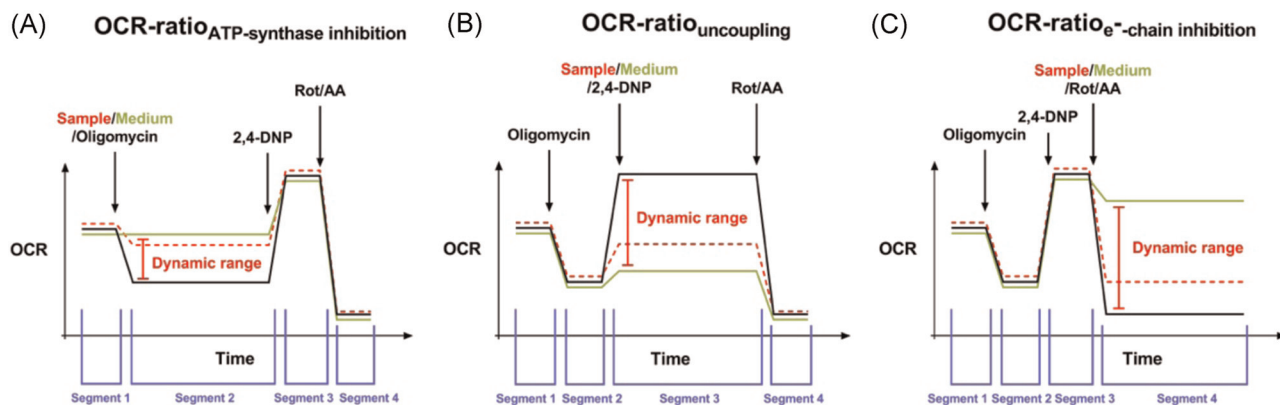 (A) OCR-ratioATP-synthase inhibition
Sample/Medium
/Oligomycin
2,4-DNP
Rot/AA
OCR
Dynamic range
Time
Segment 1
Segment 2
Segment 3
Segment 4
(B) OCR-ratiouncoupling
Oligomycin
Sample/Medium
/2,4-DNP
Rot/AA
OCR
Dynamic range
Time
Segment 1
Segment 2
Segment 3
Segment 4
(C) OCR-ratioe⁻-chain inhibition
Oligomycin
2,4-DNP
Sample/Medium
/Rot/AA
OCR
Dynamic range
Time
Segment 1
Segment 2
Segment 3
Segment 4